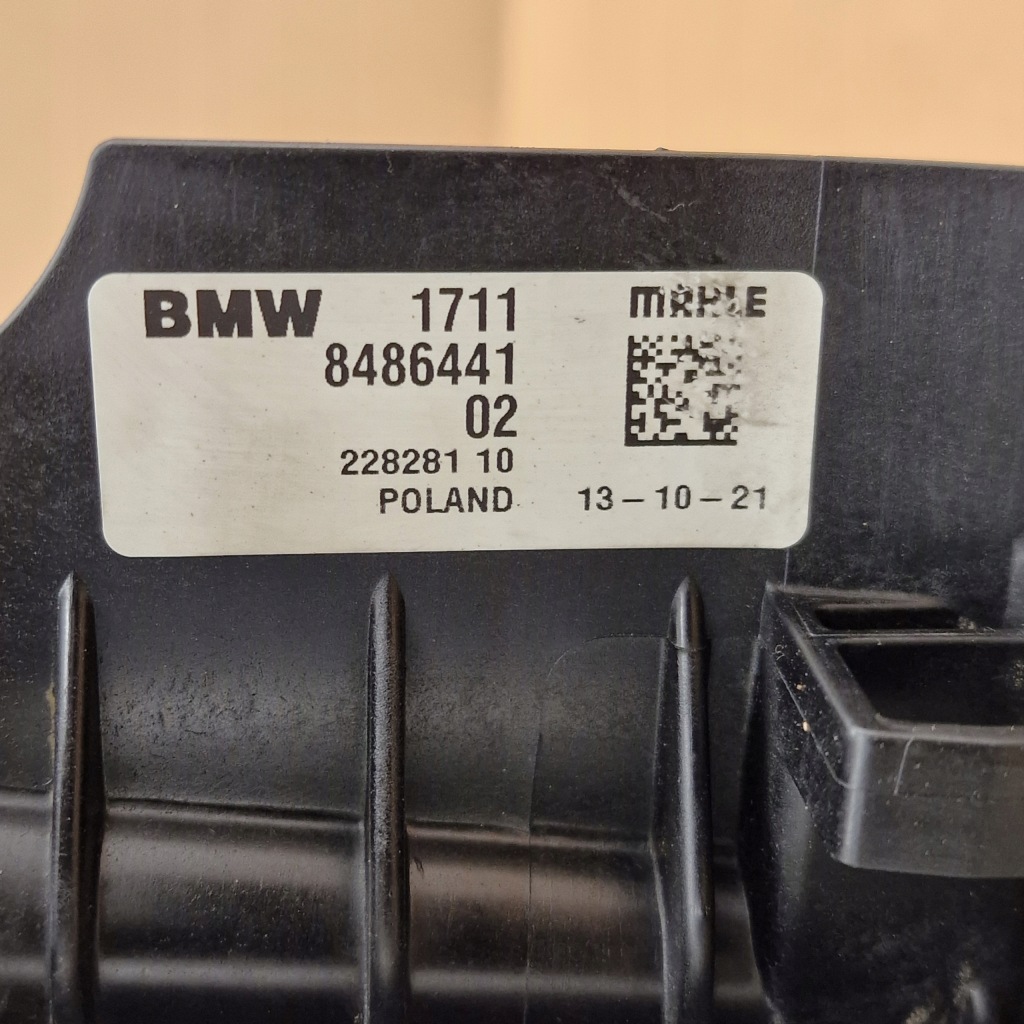 BMW 1711 MAHLE
8486441
02
228281 10
POLAND 13-10-21